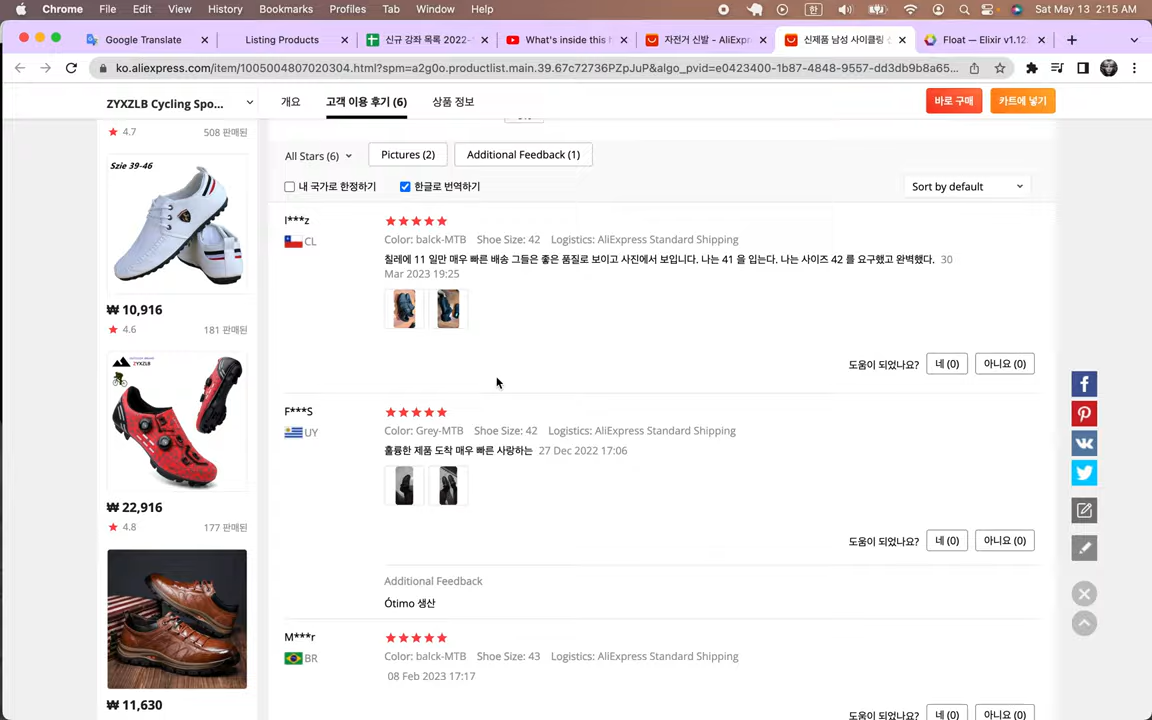 Chrome File Edit View History Bookmarks Profiles Tab Window Help 한 Sat May 13 2:15 AM
Google Translate Listing Products 신규 강좌 목록 2022- What's inside this 자전거 신발 - AliExpr 신제품 남성 사이클링 Float — Elixir v1.12.
ko.aliexpress.com/item/1005004807020304.html?spm=a2g0o.productlist.main.39.67c72736PZpJuP&algo_pvid=e0423400-1b87-4848-9557-dd3db9b8a65...
ZYXZLB Cycling Spo... 개요 고객 이용 후기 (6) 상품 정보 바로 구매 카트에 넣기
4.7 508 판매된
All Stars (6) Pictures (2) Additional Feedback (1)
Szie 39-46
내 국가로 한정하기 한글로 번역하기 Sort by default
l***z
CL
Color: balck-MTB Shoe Size: 42 Logistics: AliExpress Standard Shipping
칠레에 11 일만 매우 빠른 배송 그들은 좋은 품질로 보이고 사진에서 보입니다. 나는 41 을 입는다. 나는 사이즈 42 를 요구했고 완벽했다. 30
Mar 2023 19:25
₩ 10,916
4.6 181 판매된
도움이 되었나요? 네 (0) 아니요 (0)
ZYXZLB
F***S
UY
Color: Grey-MTB Shoe Size: 42 Logistics: AliExpress Standard Shipping
훌륭한 제품 도착 매우 빠른 사랑하는 27 Dec 2022 17:06
₩ 22,916
4.8 177 판매된
도움이 되었나요? 네 (0) 아니요 (0)
Additional Feedback
Ótimo 생산
M***r
BR
Color: balck-MTB Shoe Size: 43 Logistics: AliExpress Standard Shipping
08 Feb 2023 17:17
₩ 11,630
도움이 되었나요? 네 (0) 아니요 (0)